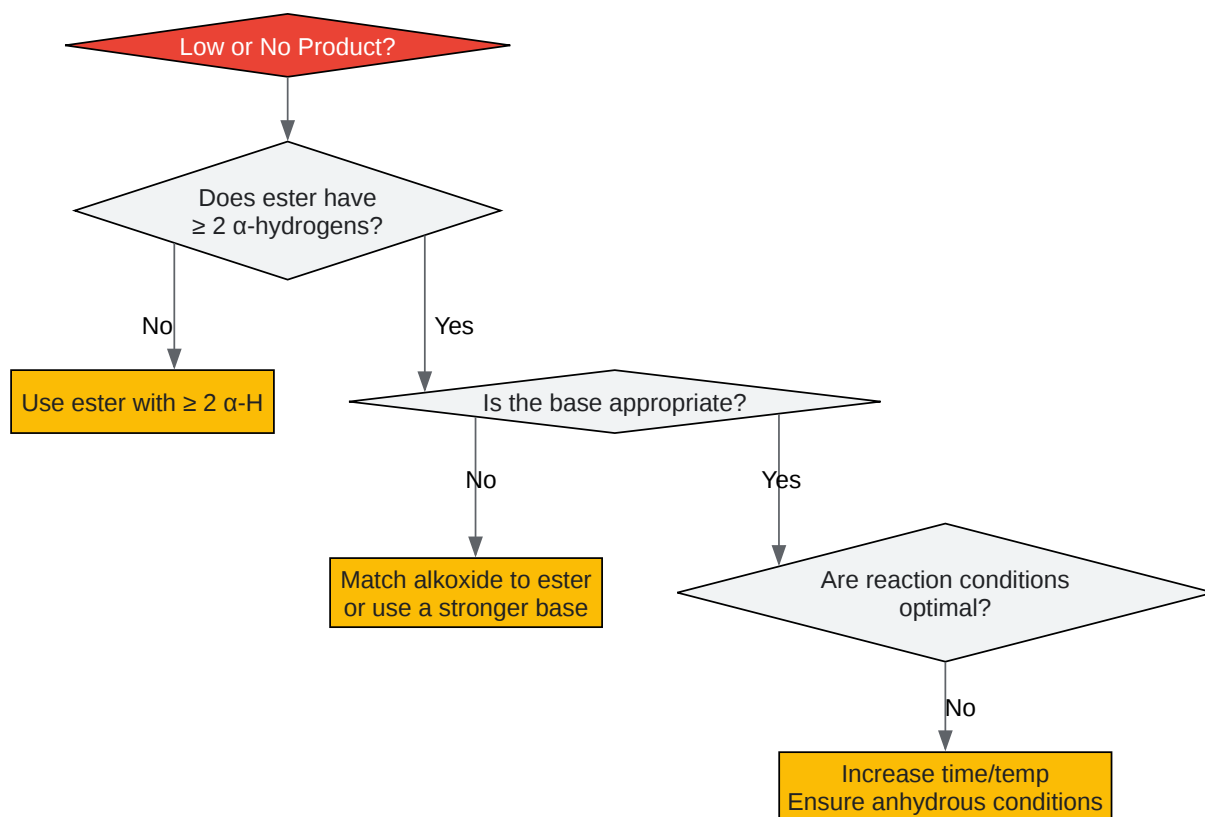 Low or No Product?
Does ester have
≥ 2 α-hydrogens?
No
Yes
Use ester with ≥ 2 α-H
Is the base appropriate?
No
Yes
Match alkoxide to ester
or use a stronger base
Are reaction conditions
optimal?
No
Increase time/temp
Ensure anhydrous conditions